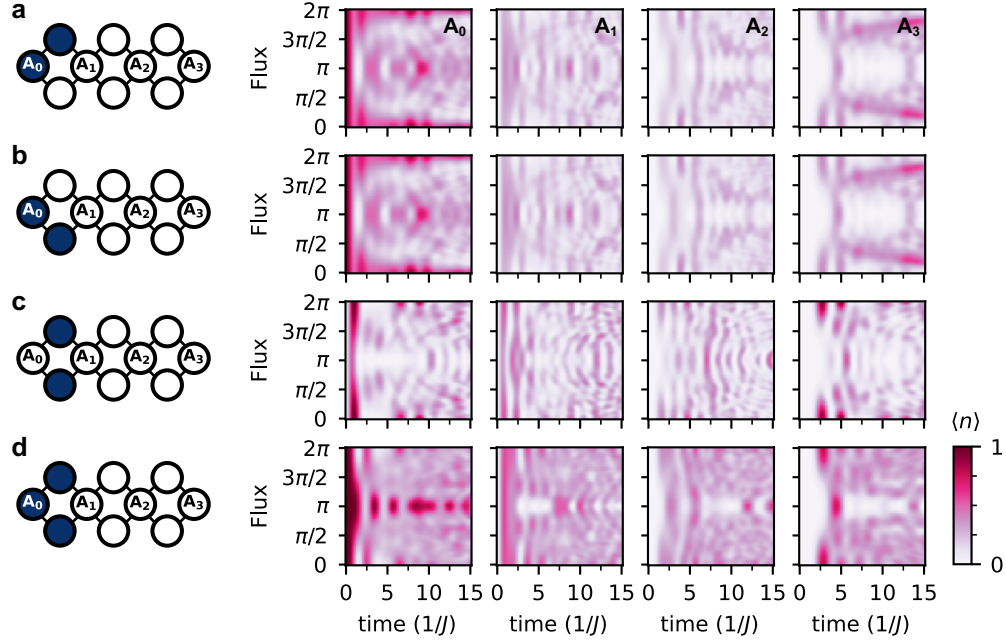 a
A₀ A₁ A₂ A₃
Flux
2π
3π/2
π
π/2
0
A₀
A₁
A₂
A₃
b
A₀ A₁ A₂ A₃
Flux
2π
3π/2
π
π/2
0
c
A₀ A₁ A₂ A₃
Flux
2π
3π/2
π
π/2
0
d
A₀ A₁ A₂ A₃
Flux
2π
3π/2
π
π/2
0
0 5 10 15
time (1/J)
0 5 10 15
time (1/J)
0 5 10 15
time (1/J)
0 5 10 15
time (1/J)
⟨n⟩
1
0